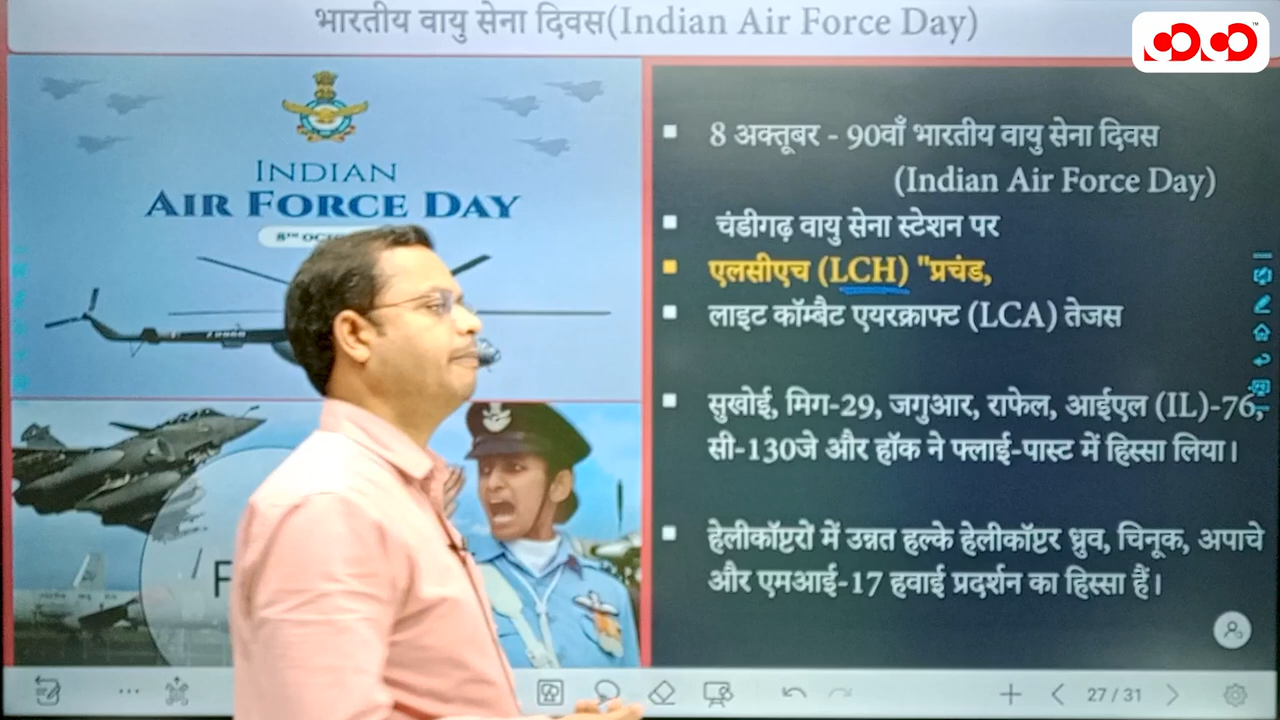 भारतीय वायु सेना दिवस(Indian Air Force Day)
INDIAN
AIR FORCE DAY
8TH
8 अक्तूबर - 90वाँ भारतीय वायु सेना दिवस
(Indian Air Force Day)
चंडीगढ़ वायु सेना स्टेशन पर
एलसीएच (LCH) "प्रचंड,
लाइट कॉम्बैट एयरक्राफ्ट (LCA) तेजस
सुखोई, मिग-29, जगुआर, राफेल, आईएल (IL)-76,
सी-130जे और हॉक ने फ्लाई-पास्ट में हिस्सा लिया।
हेलीकॉप्टरों में उन्नत हल्के हेलीकॉप्टर ध्रुव, चिनूक, अपाचे
और एमआई-17 हवाई प्रदर्शन का हिस्सा हैं।
27 / 31